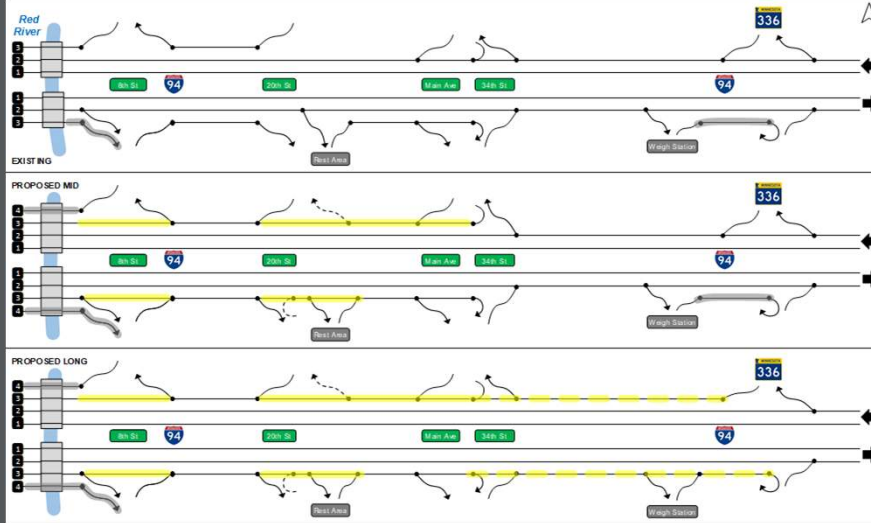 Red
River
MINNESOTA
336
3
2
1
8th St
94
20th St
Main Ave
34th St
94
1
2
3
Rest Area
Weigh Station
EXISTING
PROPOSED MID
MINNESOTA
336
4
3
2
1
8th St
94
20th St
Main Ave
34th St
94
1
2
3
4
Rest Area
Weigh Station
PROPOSED LONG
MINNESOTA
336
4
3
2
1
8th St
94
20th St
Main Ave
34th St
94
1
2
3
4
Rest Area
Weigh Station